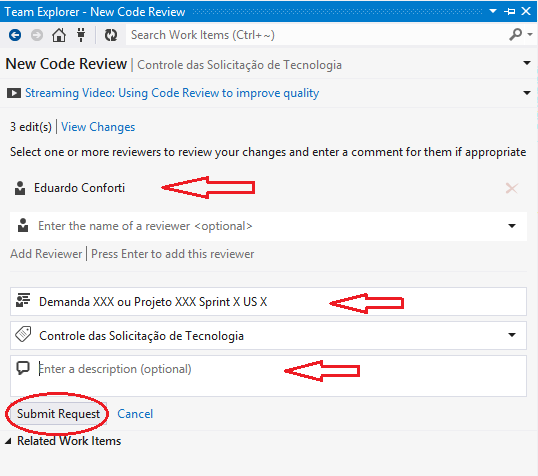 Team Explorer - New Code Review
Search Work Items (Ctrl+~)
New Code Review | Controle das Solicitação de Tecnologia
Streaming Video: Using Code Review to improve quality
3 edit(s) | View Changes
Select one or more reviewers to review your changes and enter a comment for them if appropriate
Eduardo Conforti
Enter the name of a reviewer <optional>
Add Reviewer | Press Enter to add this reviewer
Demanda XXX ou Projeto XXX Sprint X US X
Controle das Solicitação de Tecnologia
Enter a description (optional)
Submit Request Cancel
Related Work Items